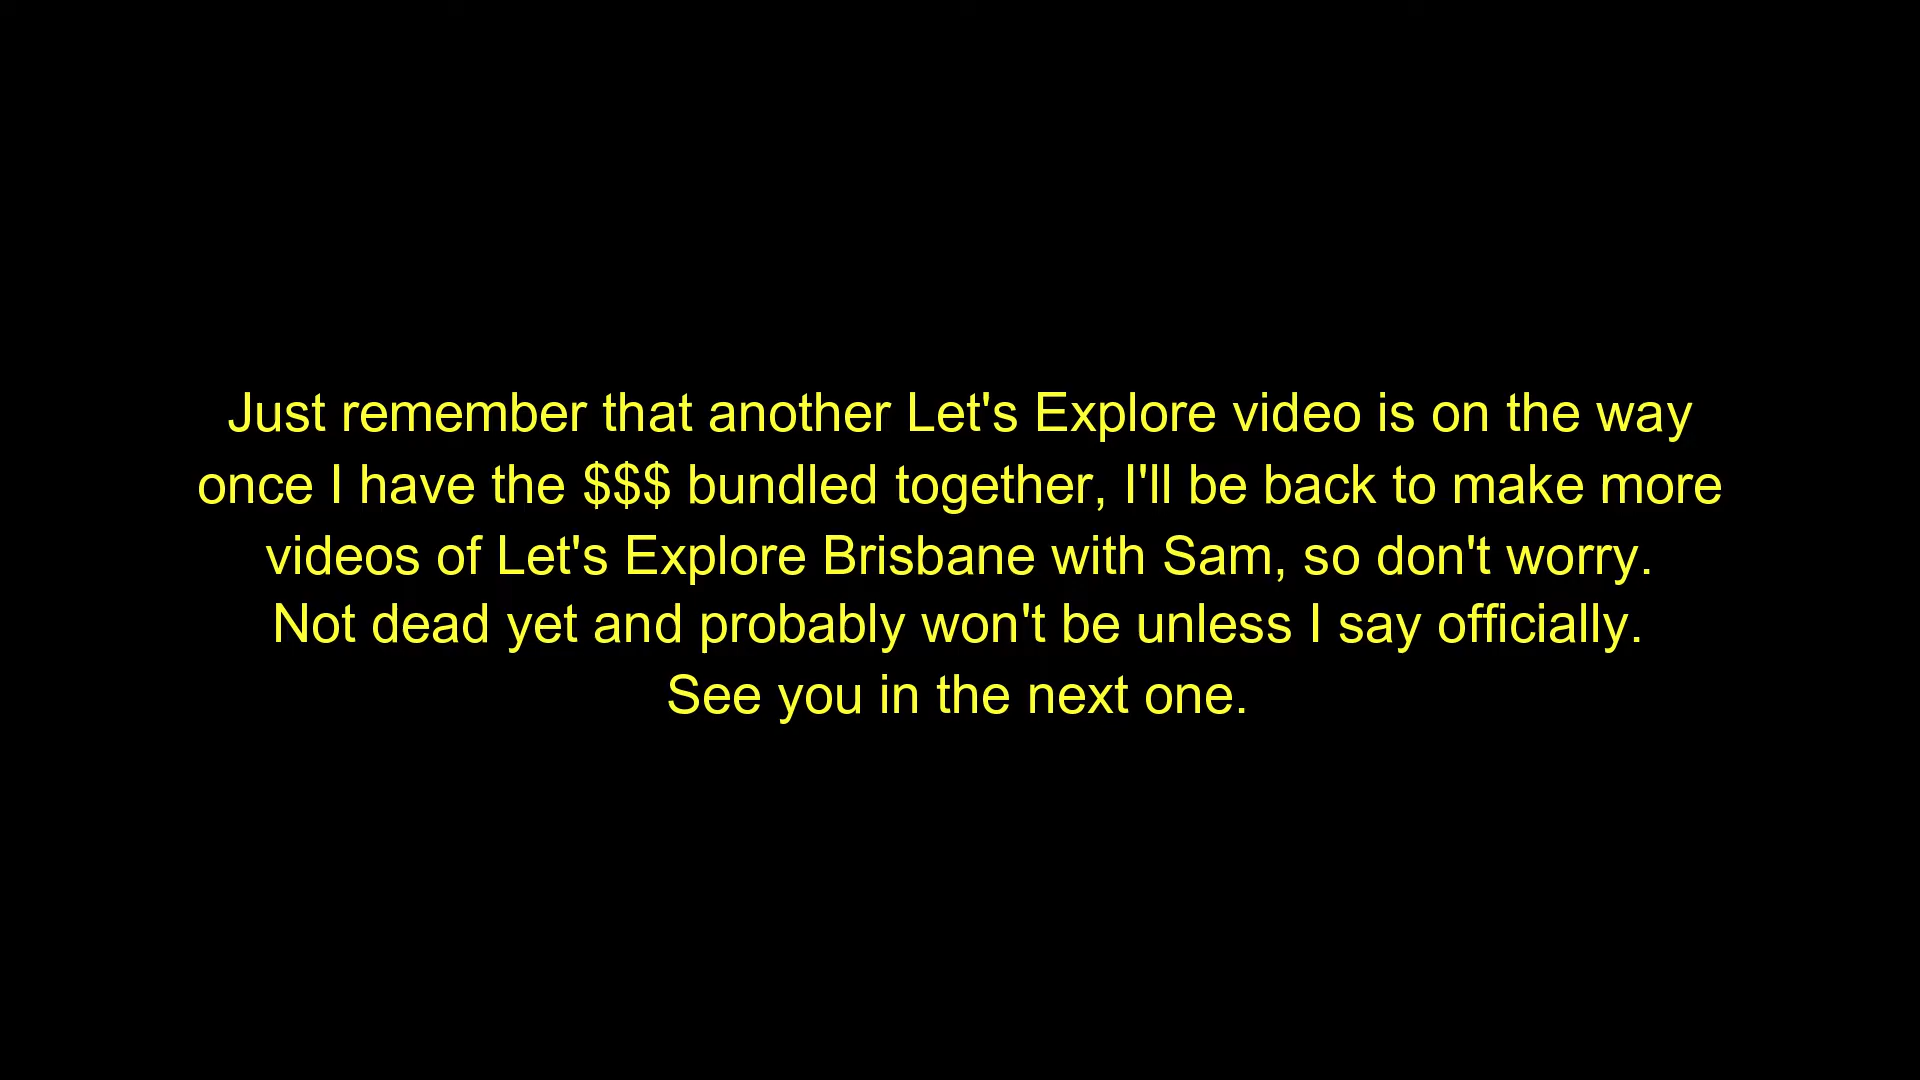 Just remember that another Let's Explore video is on the way
once I have the $$$ bundled together, I'll be back to make more
videos of Let's Explore Brisbane with Sam, so don't worry.
Not dead yet and probably won't be unless I say officially.
See you in the next one.